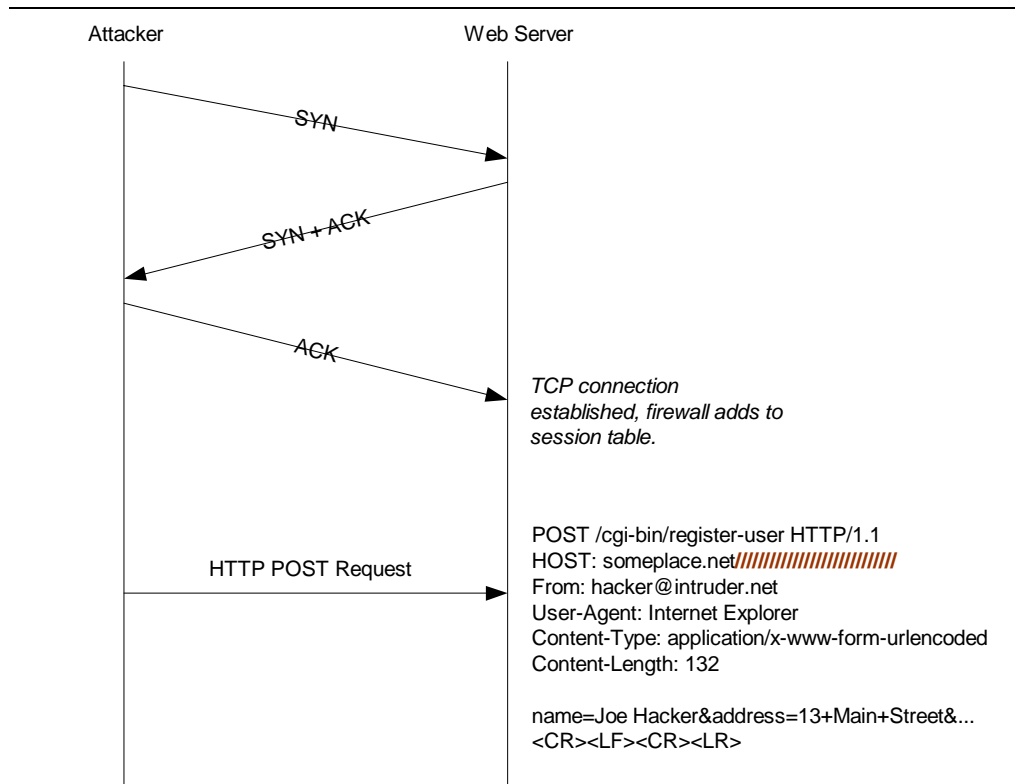 Attacker
Web Server
SYN
SYN + ACK
ACK
TCP connection
established, firewall adds to
session table.
HTTP POST Request
POST /cgi-bin/register-user HTTP/1.1
HOST: someplace.net////////////////////////////
From: hacker@intruder.net
User-Agent: Internet Explorer
Content-Type: application/x-www-form-urlencoded
Content-Length: 132
name=Joe Hacker&address=13+Main+Street&...
<CR><LF><CR><LR>